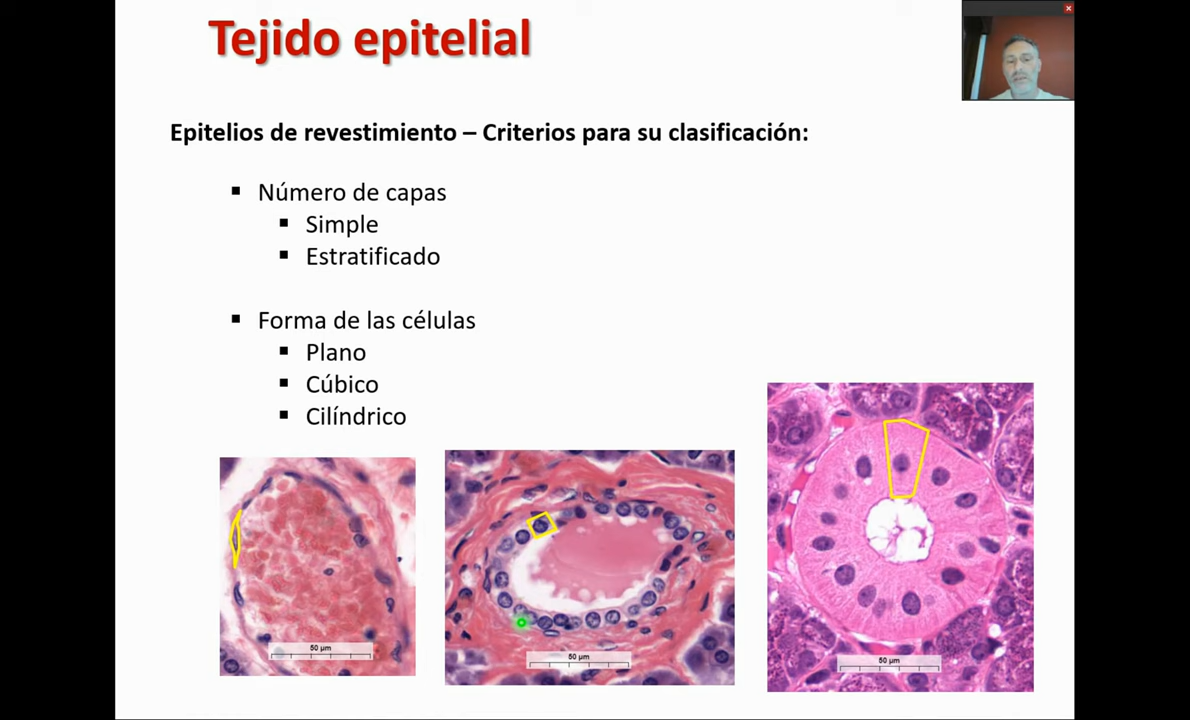 Tejido epitelial
Epitelios de revestimiento – Criterios para su clasificación:
Número de capas
Simple
Estratificado
Forma de las células
Plano
Cúbico
Cilíndrico
50 µm
50 µm
50 µm